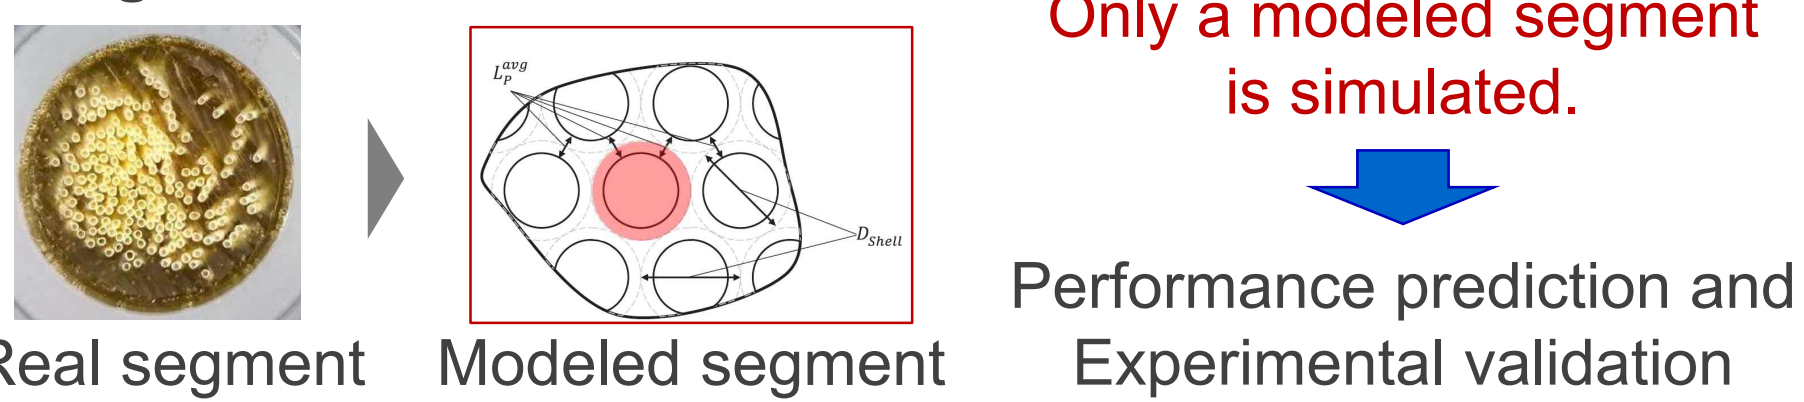 Only a modeled segment
is simulated.
L_P^avg
D_Shell
Performance prediction and
Experimental validation
Real segment
Modeled segment